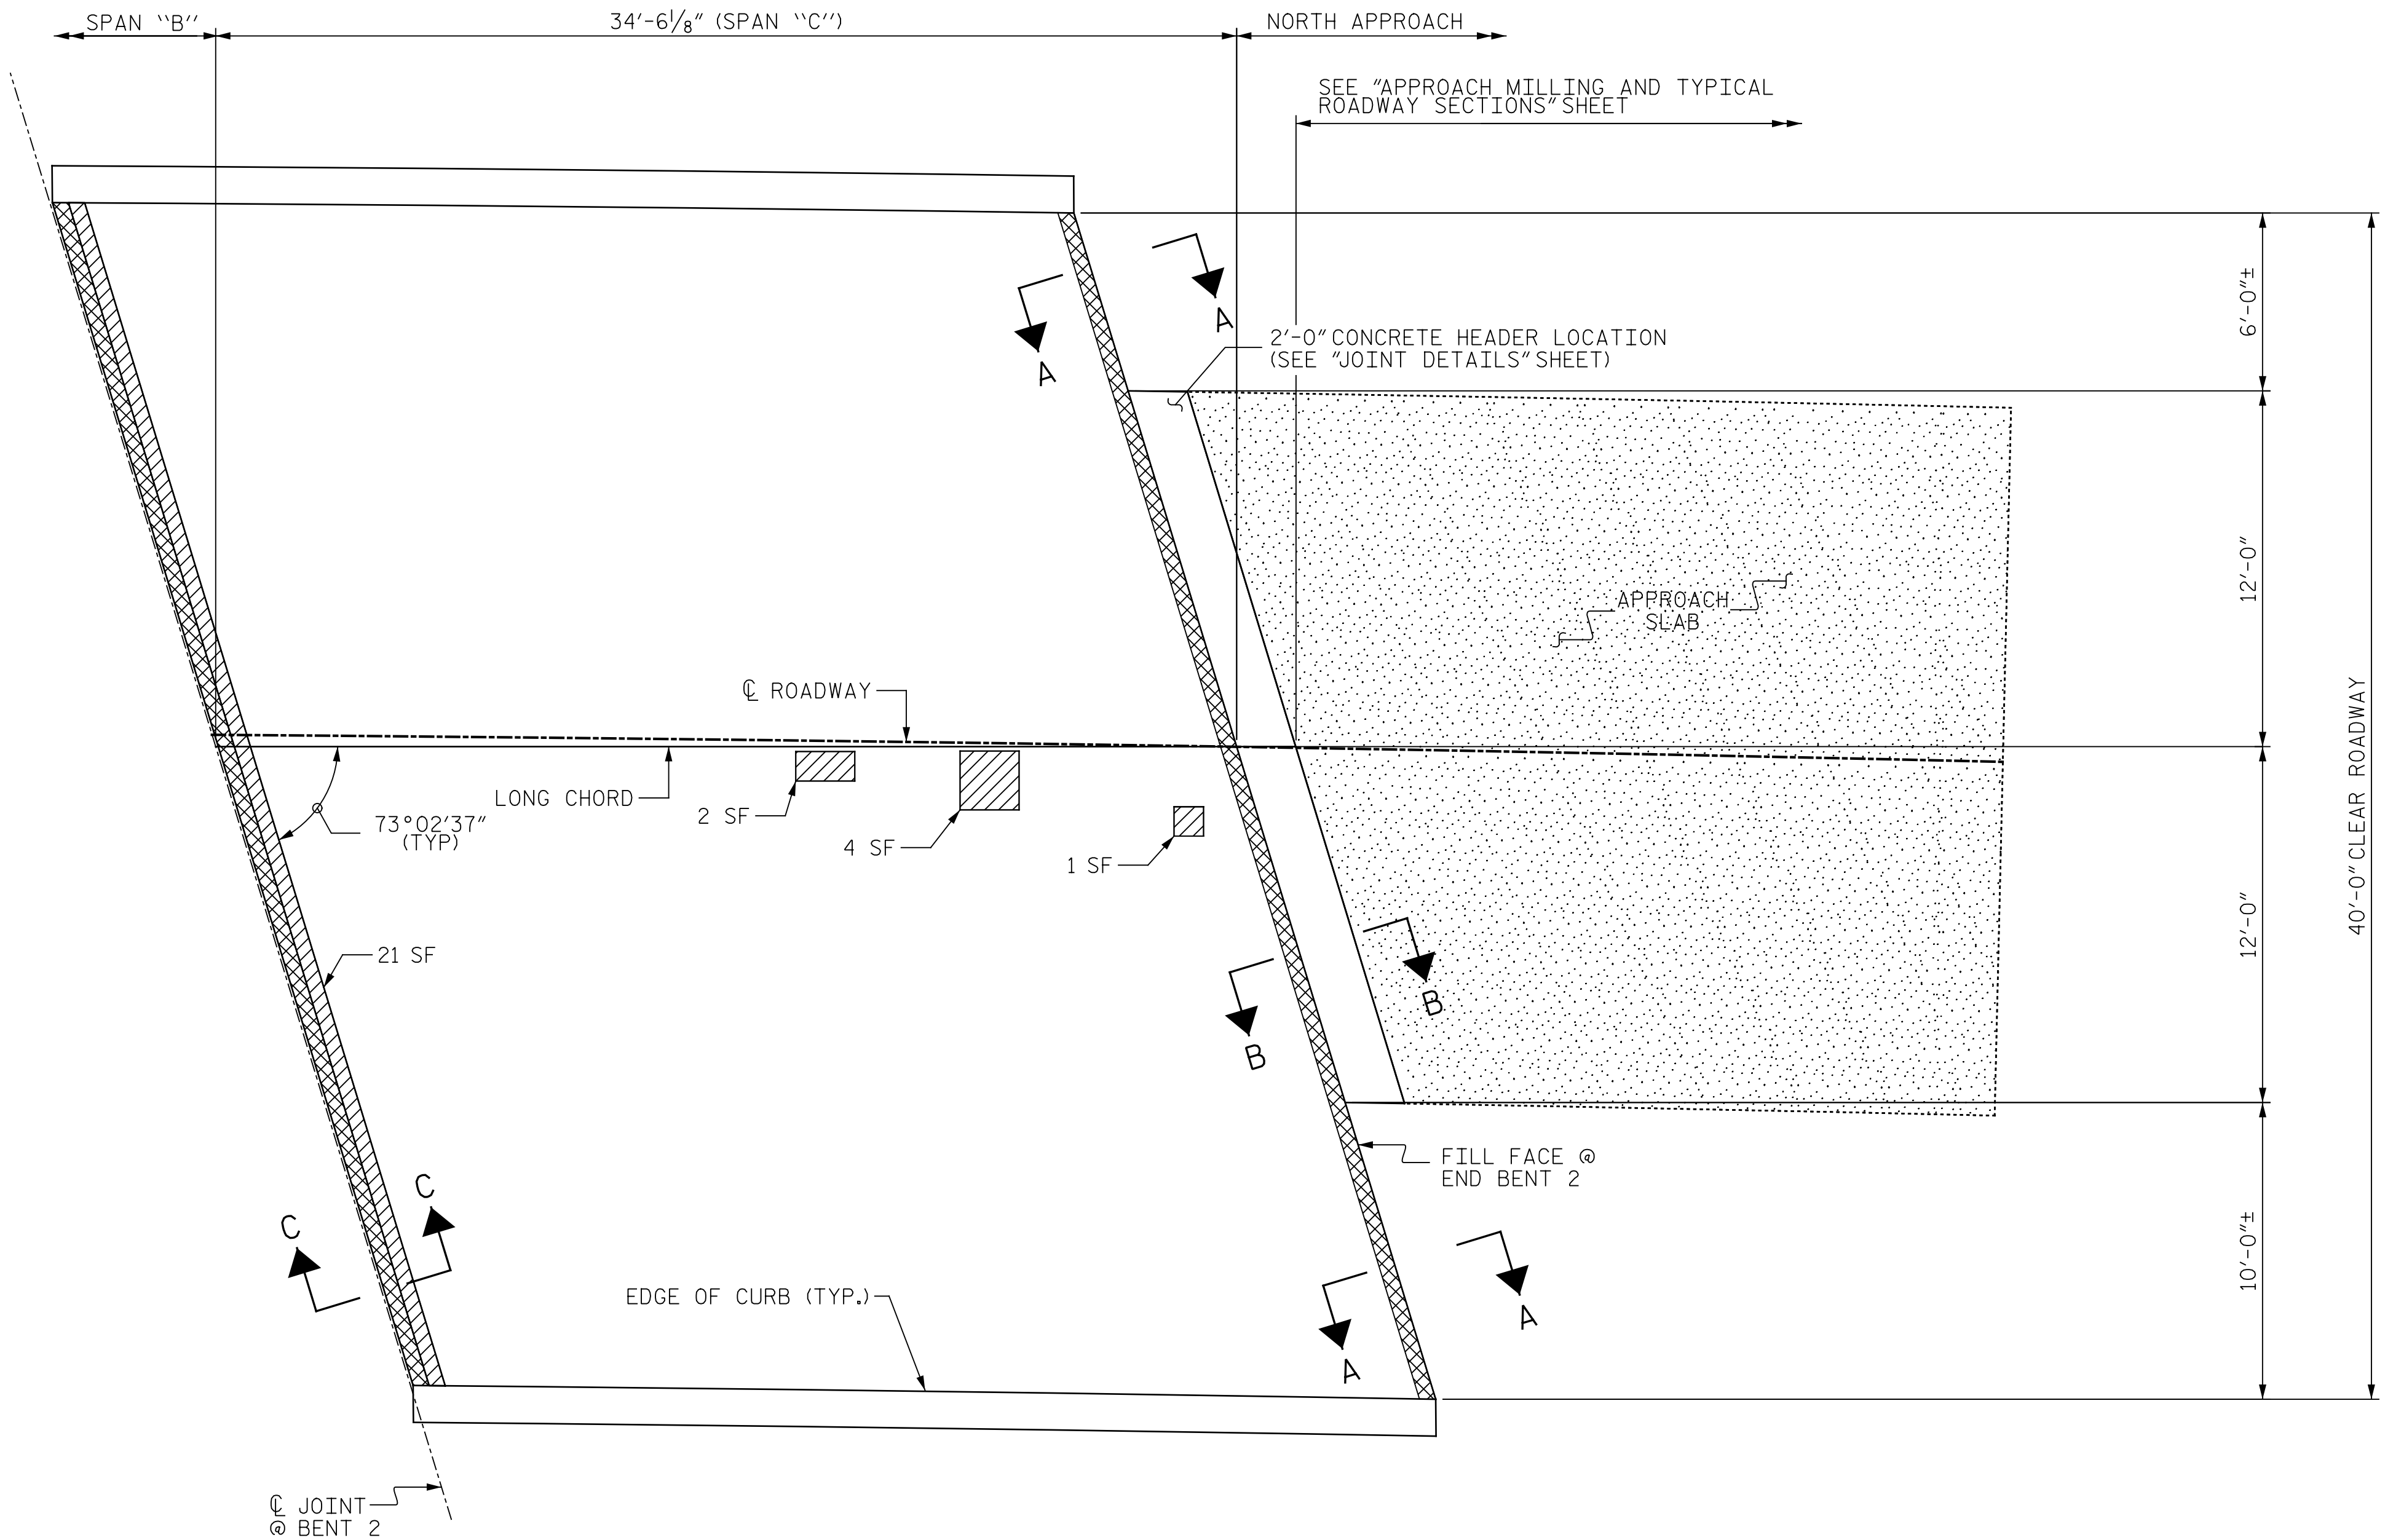 SPAN ``B''
34'-6⅛" (SPAN ``C'')
NORTH APPROACH
SEE "APPROACH MILLING AND TYPICAL
ROADWAY SECTIONS" SHEET
A
A
2'-0" CONCRETE HEADER LOCATION
(SEE "JOINT DETAILS" SHEET)
6'-0"±
12'-0"
APPROACH
SLAB
℄ ROADWAY
LONG CHORD
2 SF
4 SF
1 SF
73°02'37"
(TYP)
40'-0" CLEAR ROADWAY
21 SF
12'-0"
B
B
FILL FACE @
END BENT 2
C
C
10'-0"±
EDGE OF CURB (TYP.)
A
A
℄ JOINT
@ BENT 2